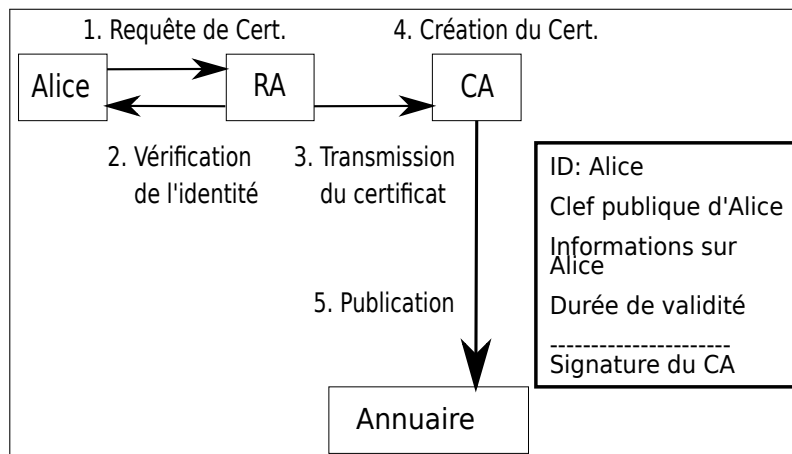 1. Requête de Cert.
4. Création du Cert.
Alice
RA
CA
2. Vérification
de l'identité
3. Transmission
du certificat
ID: Alice
Clef publique d'Alice
Informations sur
Alice
Durée de validité
----------------------
Signature du CA
5. Publication
Annuaire